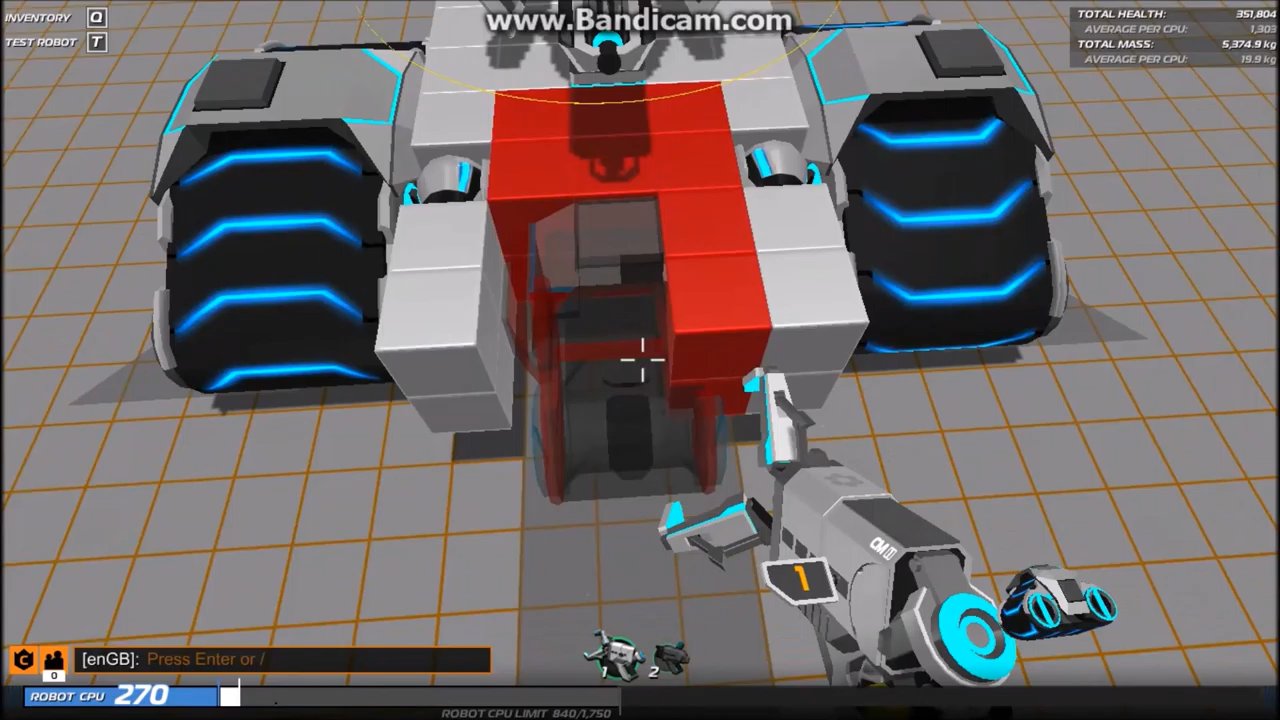 www.Bandicam.com
INVENTORY Q
TEST ROBOT T
TOTAL HEALTH: 351,804
AVERAGE PER CPU: 1,303
TOTAL MASS: 5,374.9 kg
AVERAGE PER CPU: 19.9 kg
CM III
1
1 2
0
[enGB]: Press Enter or /
ROBOT CPU 270
ROBOT CPU LIMIT 840/1,750